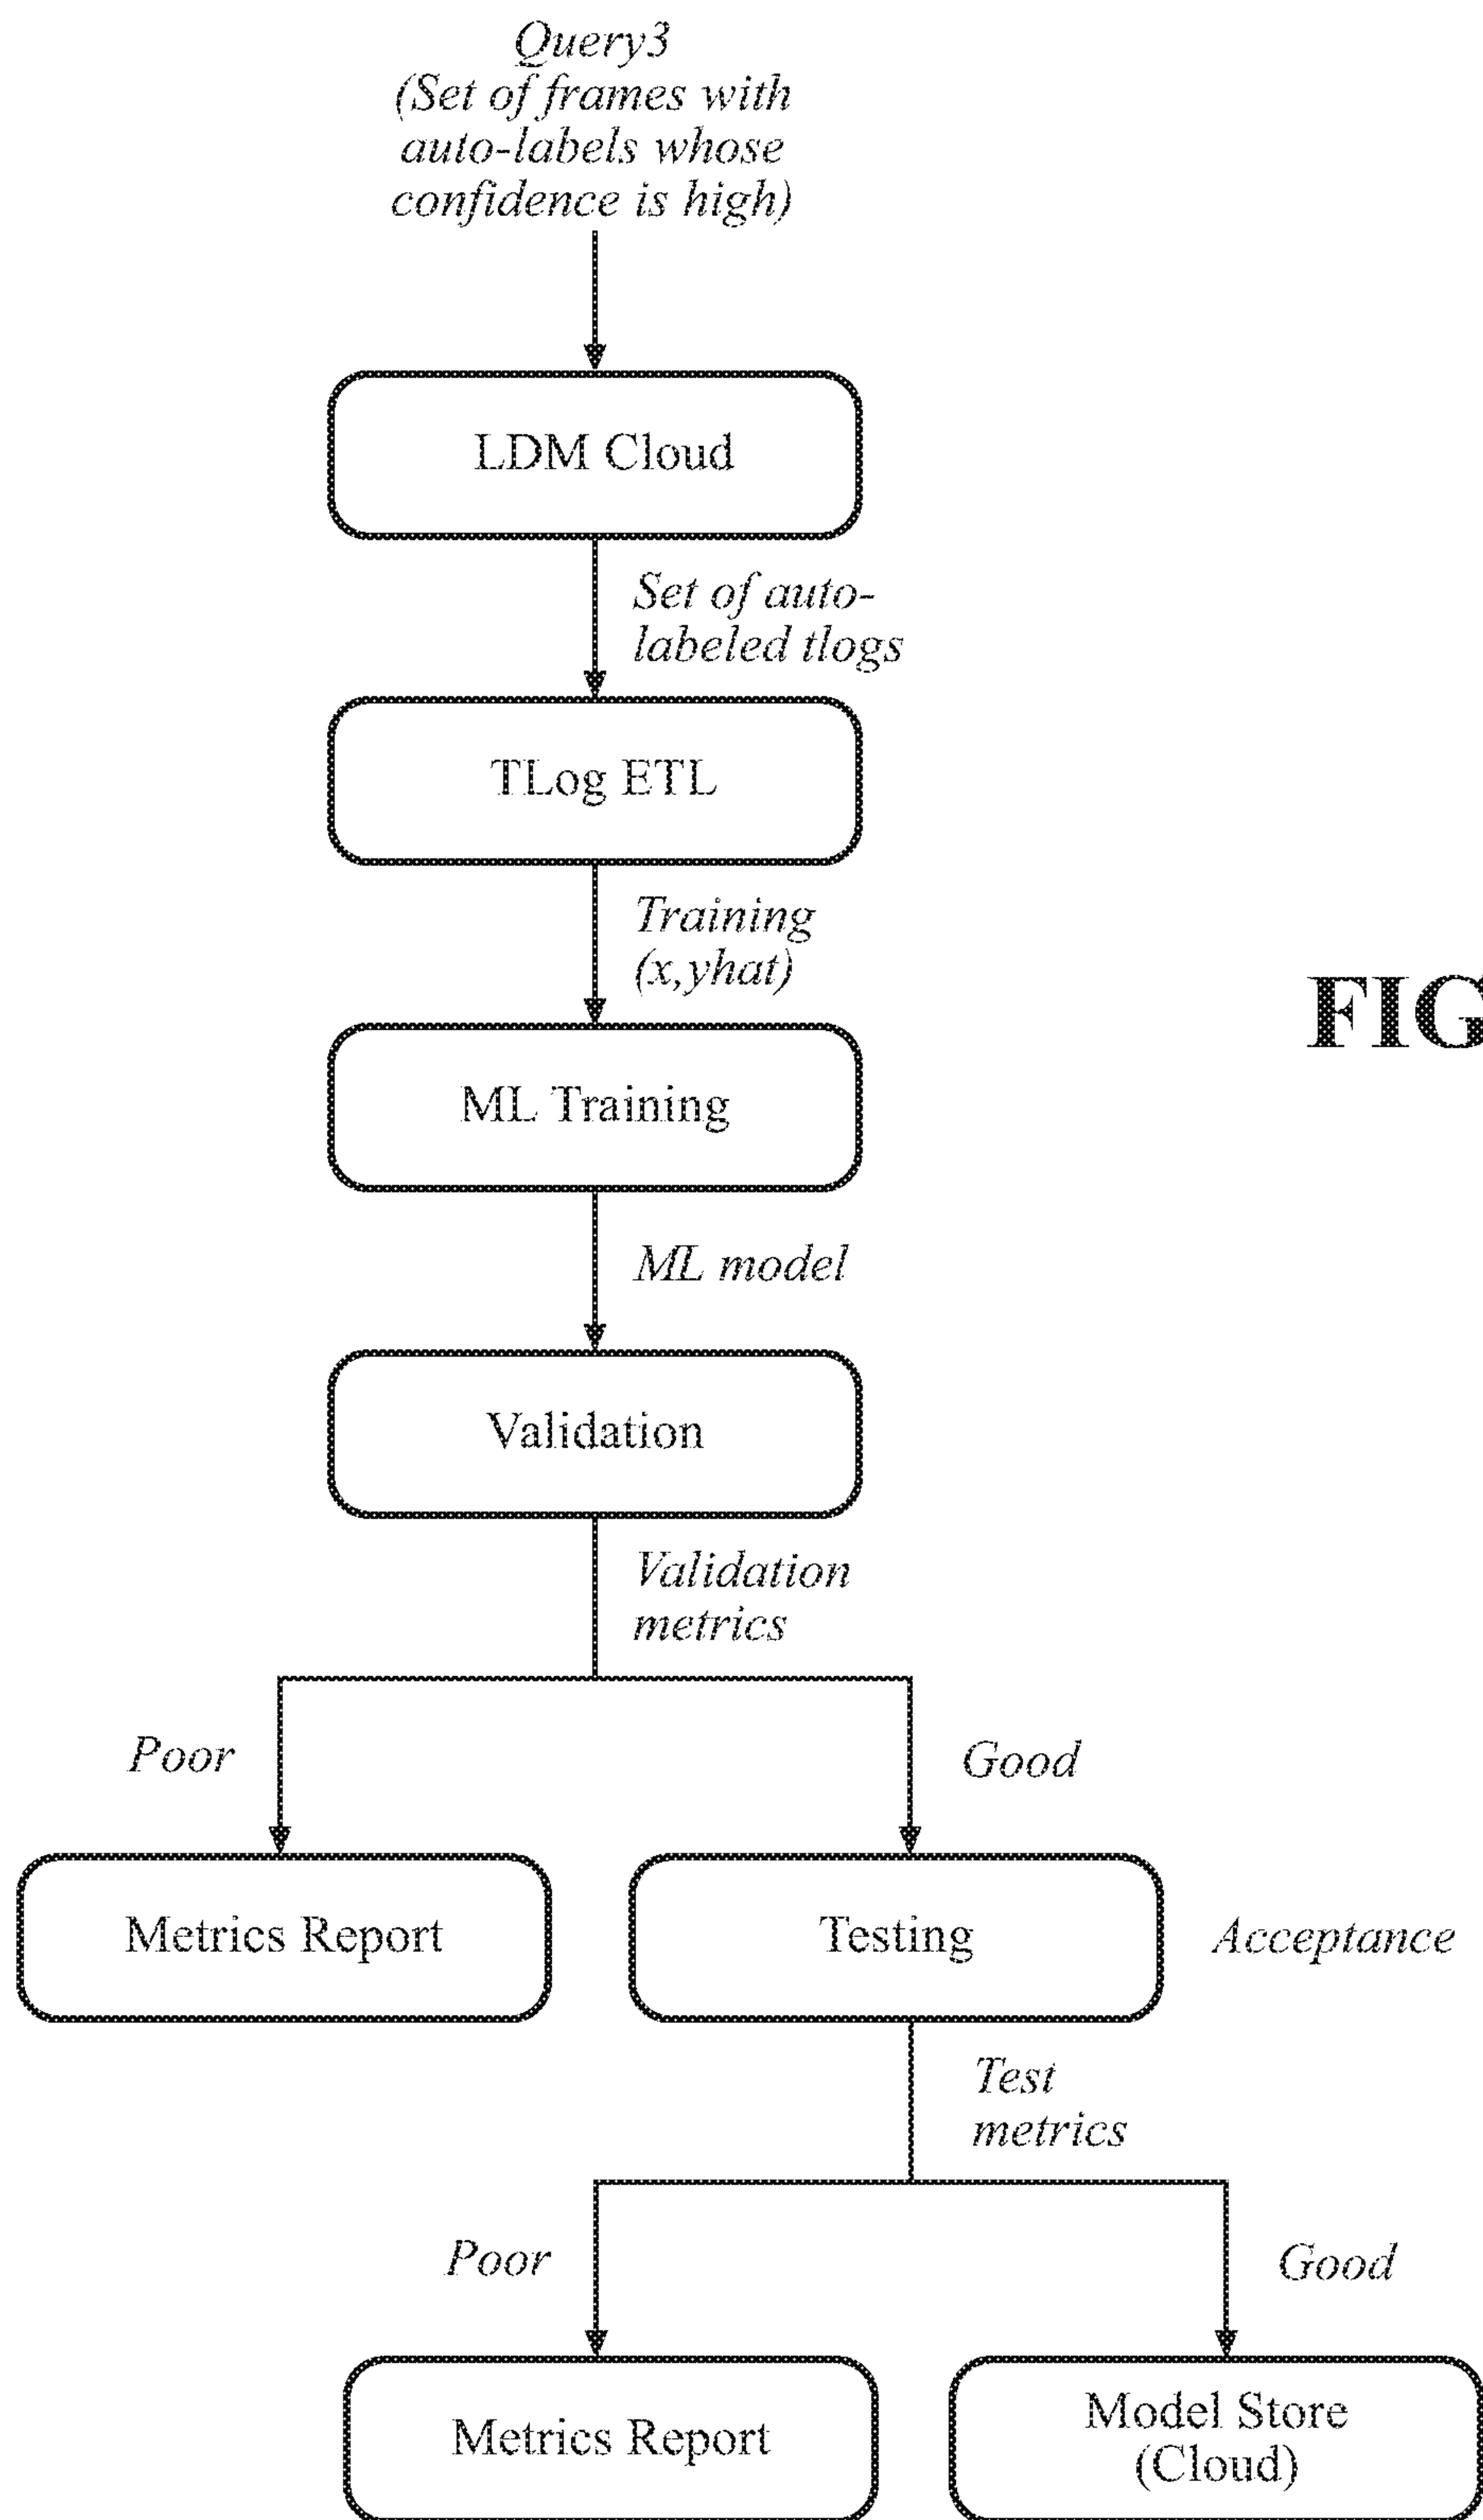 Query3
(Set of frames with
auto-labels whose
confidence is high)
LDM Cloud
Set of auto-
labeled tlogs
TLog ETL
Training
(x,yhat)
FIG
ML Training
ML model
Validation
Validation
metrics
Poor
Good
Metrics Report
Testing
Acceptance
Test
metrics
Poor
Good
Metrics Report
Model Store
(Cloud)